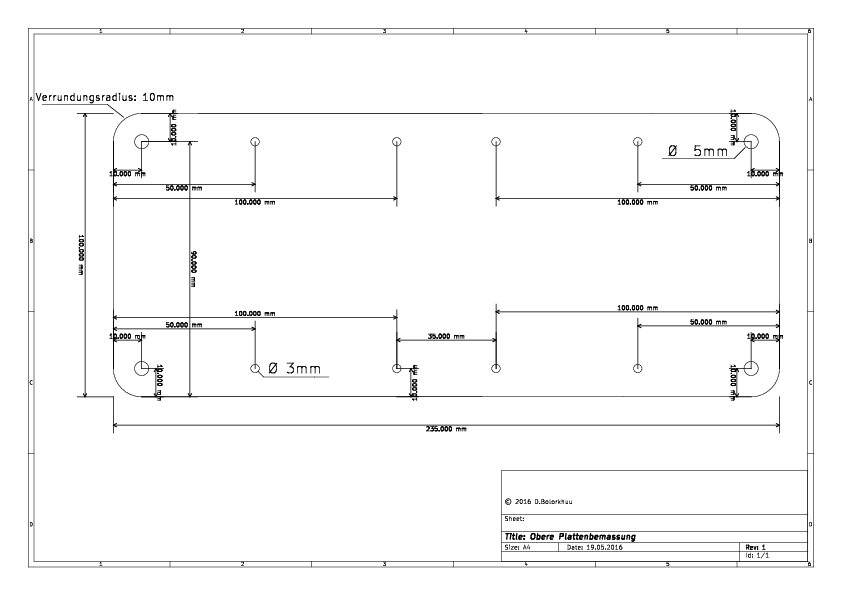 1 2 3 4 5 6
A A
Verrundungsradius: 10mm
10.000 mm 10.000 mm
Ø 5mm
10.000 mm 10.000 mm
50.000 mm 50.000 mm
100.000 mm 100.000 mm
B B
100.000 mm 90.000 mm
100.000 mm 100.000 mm
50.000 mm 50.000 mm
10.000 mm 35.000 mm 10.000 mm
Ø 3mm
10.000 mm 10.000 mm 10.000 mm
C C
235.000 mm
© 2016 D.Bolorkhuu
Sheet:
D D
Title: Obere Plattenbemassung
Size: A4 Date: 19.05.2016 Rev: 1
Id: 1/1
1 2 3 4 5 6